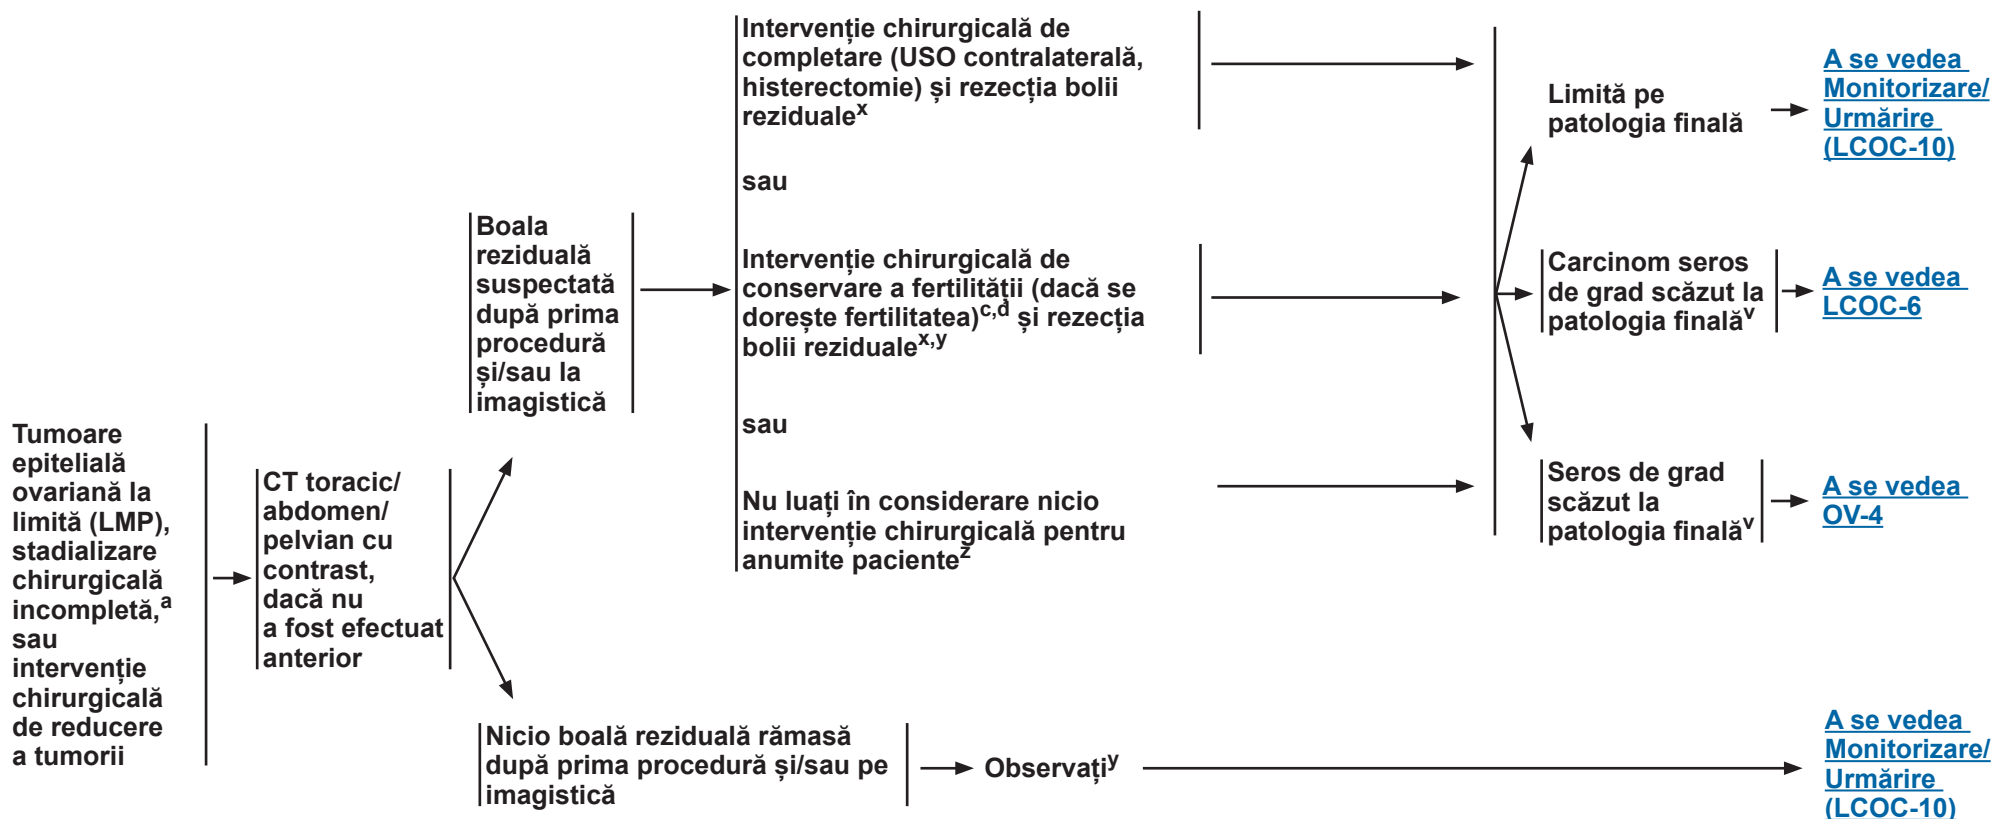 Tumoare
epitelială
ovariană la
limită (LMP),
stadializare
chirurgicală
incompletă,a
sau
intervenție
chirurgicală
de reducere
a tumorii
CT toracic/
abdomen/
pelvian cu
contrast,
dacă nu
a fost efectuat
anterior
Boala
reziduală
suspectată
după prima
procedură
și/sau la
imagistică
Intervenție chirurgicală de
completare (USO contralaterală,
histerectomie) și rezecția bolii
rezidualex
sau
Intervenție chirurgicală de
conservare a fertilității (dacă se
dorește fertilitatea)c,d și rezecția
bolii rezidualex,y
sau
Nu luați în considerare nicio
intervenție chirurgicală pentru
anumite pacientez
Limită pe
patologia finală
A se vedea
Monitorizare/
Urmărire
(LCOC-10)
Carcinom seros
de grad scăzut la
patologia finalăv
A se vedea
LCOC-6
Seros de grad
scăzut la
patologia finalăv
A se vedea
OV-4
Nicio boală reziduală rămasă
după prima procedură și/sau pe
imagistică
Observațiy
A se vedea
Monitorizare/
Urmărire
(LCOC-10)